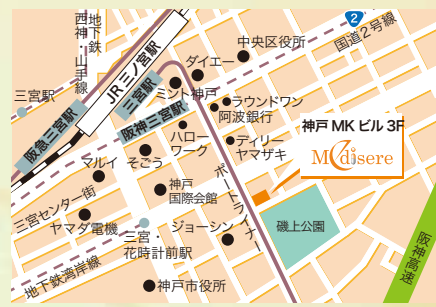 地下鉄
西神・山手線
JR 三ノ宮駅
三宮駅
ダイエー
中央区役所
2
国道2号線
三宮駅
阪急三宮駅
ミント神戸
阪神三宮駅
ラウンドワン
阿波銀行
神戸 MK ビル 3F
Medisere
ハロー
ワーク
デイリー
ヤマザキ
マルイ
そごう
三宮センター街
神戸
国際会館
ポートライナー
磯上公園
ヤマダ電機
三宮・
花時計前駅
ジョーシン
阪神高速
地下鉄湾岸線
神戸市役所